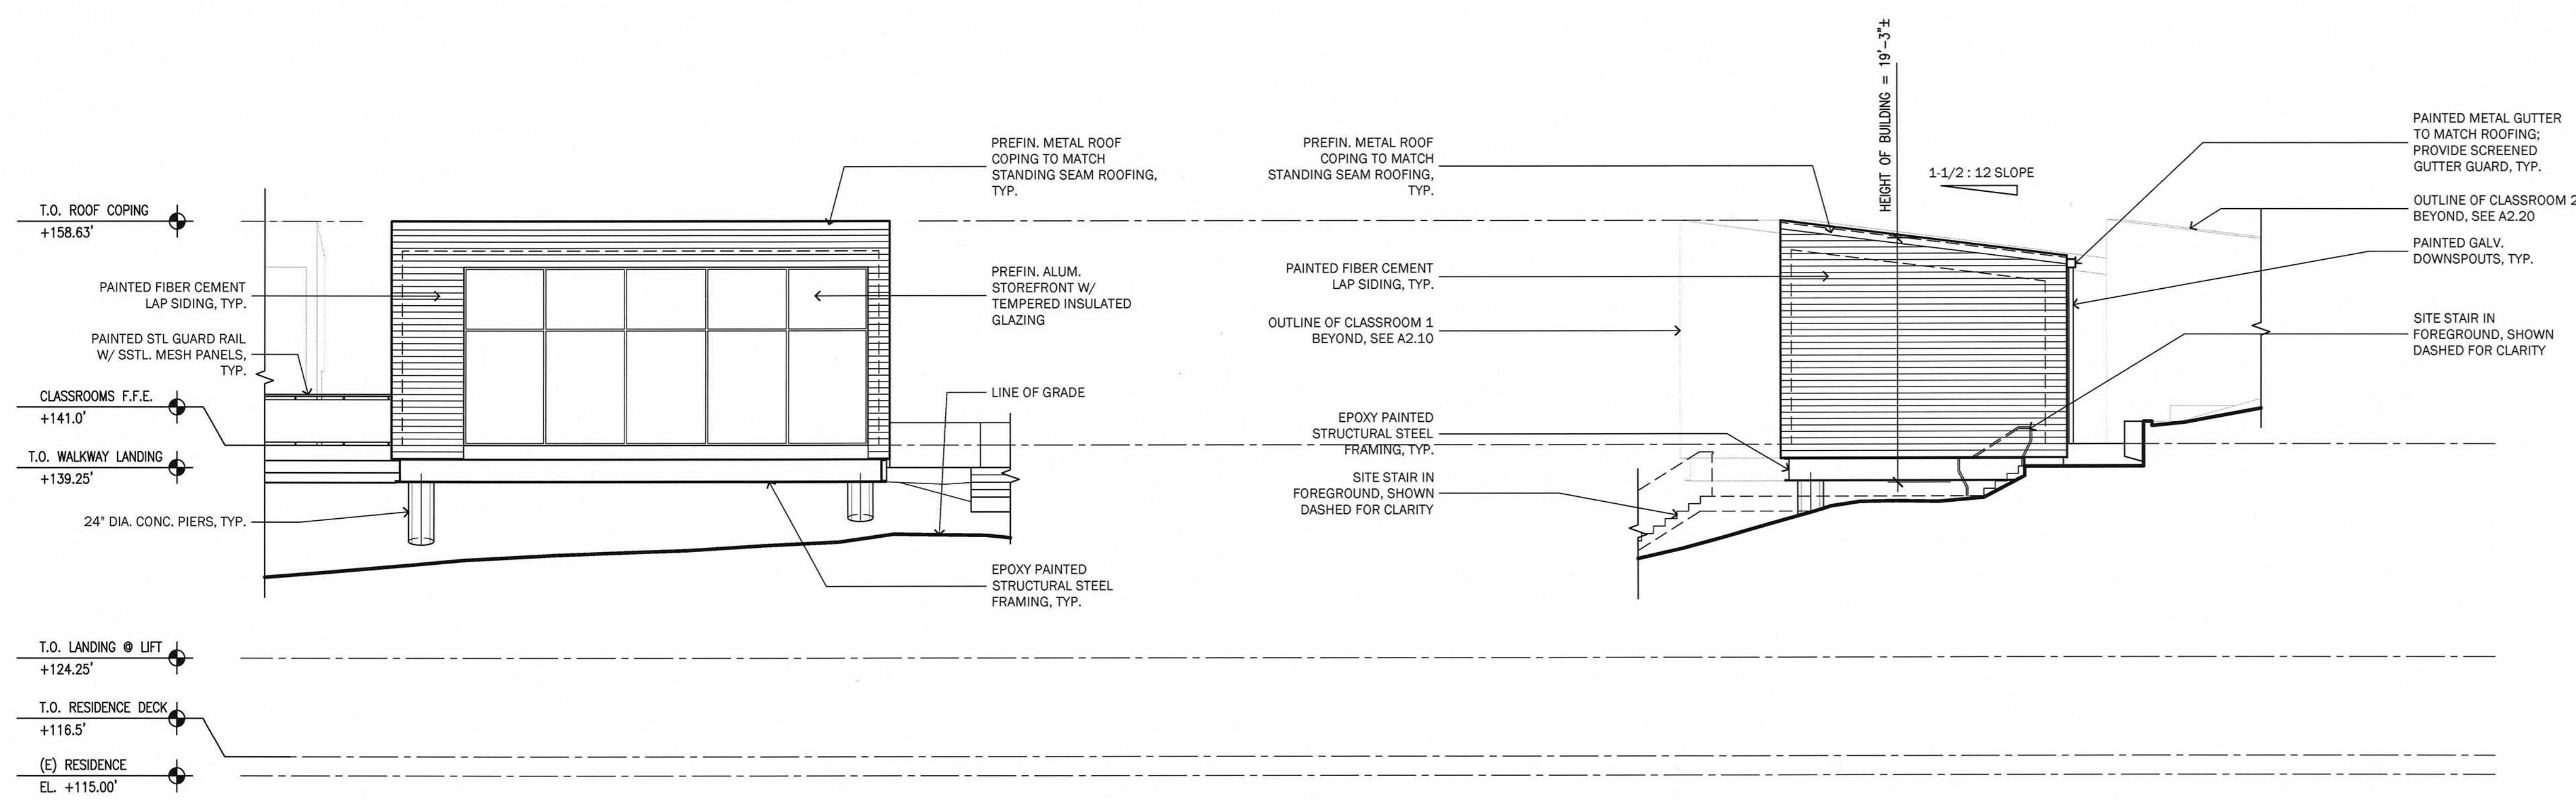 T.O. ROOF COPING
+158.63'
PAINTED FIBER CEMENT
LAP SIDING, TYP.
PAINTED STL GUARD RAIL
W/ SSTL. MESH PANELS,
TYP.
CLASSROOMS F.F.E.
+141.0'
T.O. WALKWAY LANDING
+139.25'
24" DIA. CONC. PIERS, TYP.
T.O. LANDING @ LIFT
+124.25'
T.O. RESIDENCE DECK
+116.5'
(E) RESIDENCE
EL. +115.00'
PREFIN. METAL ROOF
COPING TO MATCH
STANDING SEAM ROOFING,
TYP.
PREFIN. ALUM.
STOREFRONT W/
TEMPERED INSULATED
GLAZING
LINE OF GRADE
EPOXY PAINTED
STRUCTURAL STEEL
FRAMING, TYP.
PREFIN. METAL ROOF
COPING TO MATCH
STANDING SEAM ROOFING,
TYP.
PAINTED FIBER CEMENT
LAP SIDING, TYP.
OUTLINE OF CLASSROOM 1
BEYOND, SEE A2.10
EPOXY PAINTED
STRUCTURAL STEEL
FRAMING, TYP.
SITE STAIR IN
FOREGROUND, SHOWN
DASHED FOR CLARITY
HEIGHT OF BUILDING = 19'-3"±
1-1/2 : 12 SLOPE
PAINTED METAL GUTTER
TO MATCH ROOFING;
PROVIDE SCREENED
GUTTER GUARD, TYP.
OUTLINE OF CLASSROOM 2
BEYOND, SEE A2.20
PAINTED GALV.
DOWNSPOUTS, TYP.
SITE STAIR IN
FOREGROUND, SHOWN
DASHED FOR CLARITY